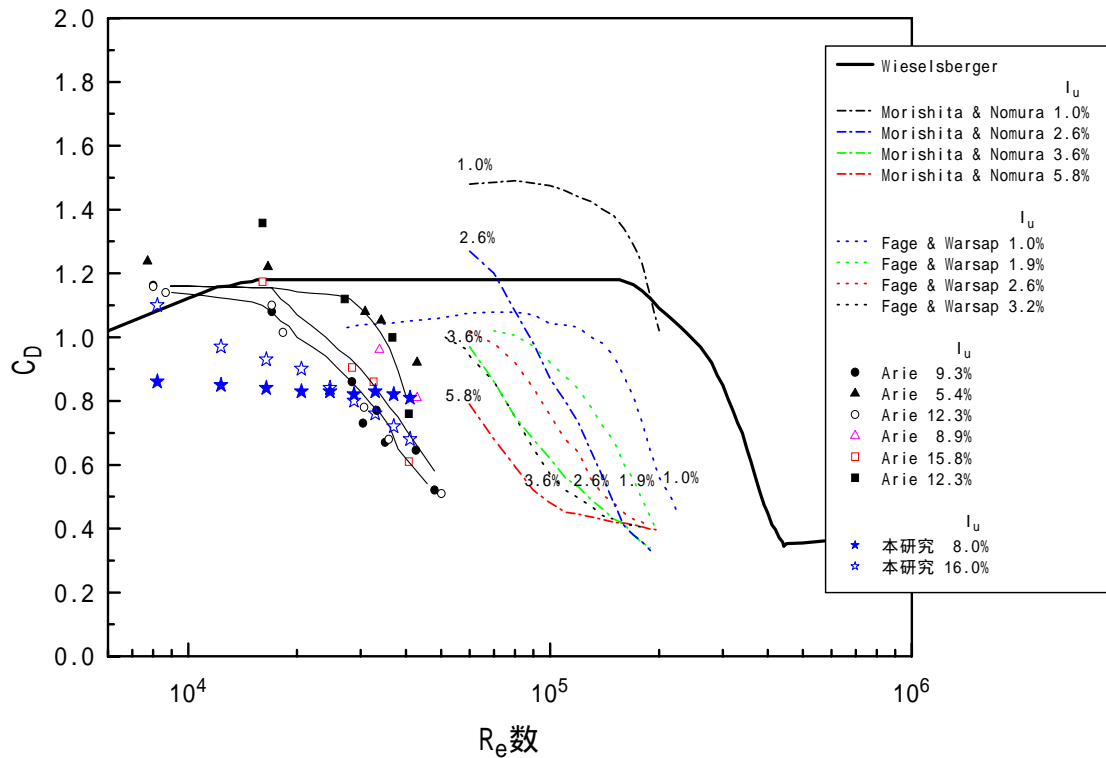 2.0
1.8
1.6
1.4
1.2
1.0
0.8
0.6
0.4
0.2
0.0
C_D
10^4
10^5
10^6
R_e数
1.0%
2.6%
3.6%
5.8%
3.6%
2.6%
1.9%
1.0%
Wieselsberger
I_u
Morishita & Nomura 1.0%
Morishita & Nomura 2.6%
Morishita & Nomura 3.6%
Morishita & Nomura 5.8%
I_u
Fage & Warsap 1.0%
Fage & Warsap 1.9%
Fage & Warsap 2.6%
Fage & Warsap 3.2%
I_u
Arie 9.3%
Arie 5.4%
Arie 12.3%
Arie 8.9%
Arie 15.8%
Arie 12.3%
I_u
本研究 8.0%
本研究 16.0%